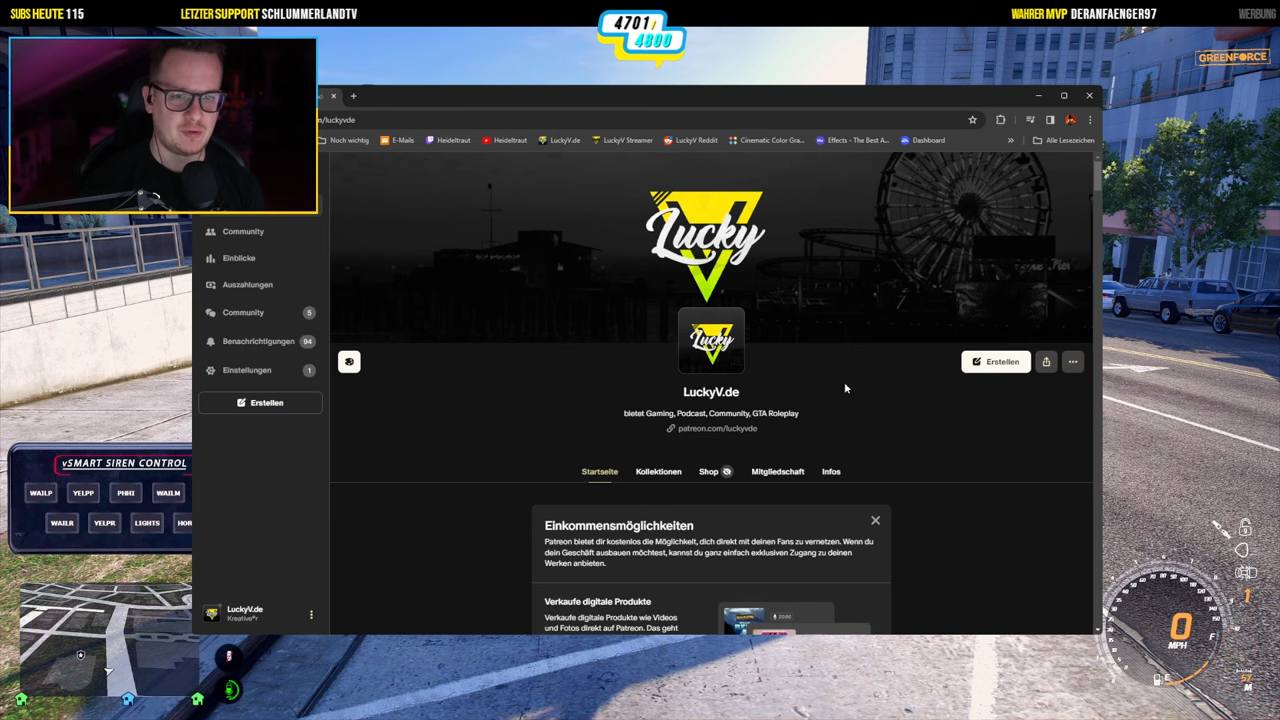 SUBS HEUTE 115
LETZTER SUPPORT SCHLUMMERLANDTV
4701/
4800
WAHRER MVP DERANFAENGER97
WERBUNG
GREENFORCE
/luckyvde
Noch wichtig
E-Mails
Heideltraut
Heideltraut
LuckyV.de
LuckyV Streamer
LuckyV Reddit
Cinematic Color Gra...
Effects - The Best A...
Dashboard
Alle Lesezeichen
Lucky V
Community
Einblicke
Auszahlungen
Community 5
Benachrichtigungen 94
Einstellungen 1
Erstellen
Lucky V
Erstellen
LuckyV.de
bietet Gaming, Podcast, Community, GTA Roleplay
patreon.com/luckyvde
Startseite
Kollektionen
Shop
Mitgliedschaft
Infos
Einkommensmöglichkeiten
Patreon bietet dir kostenlos die Möglichkeit, dich direkt mit deinen Fans zu vernetzen. Wenn du
dein Geschäft ausbauen möchtest, kannst du ganz einfach exklusiven Zugang zu deinen
Werken anbieten.
Verkaufe digitale Produkte
Verkaufe digitale Produkte wie Videos
und Fotos direkt auf Patreon. Das geht
LuckyV.de
Kreative*r
vSMART SIREN CONTROL
WAILP
YELPP
PHNI
WAILM
WAILR
YELPR
LIGHTS
HOR
0
MPH
1
F
E
57
M